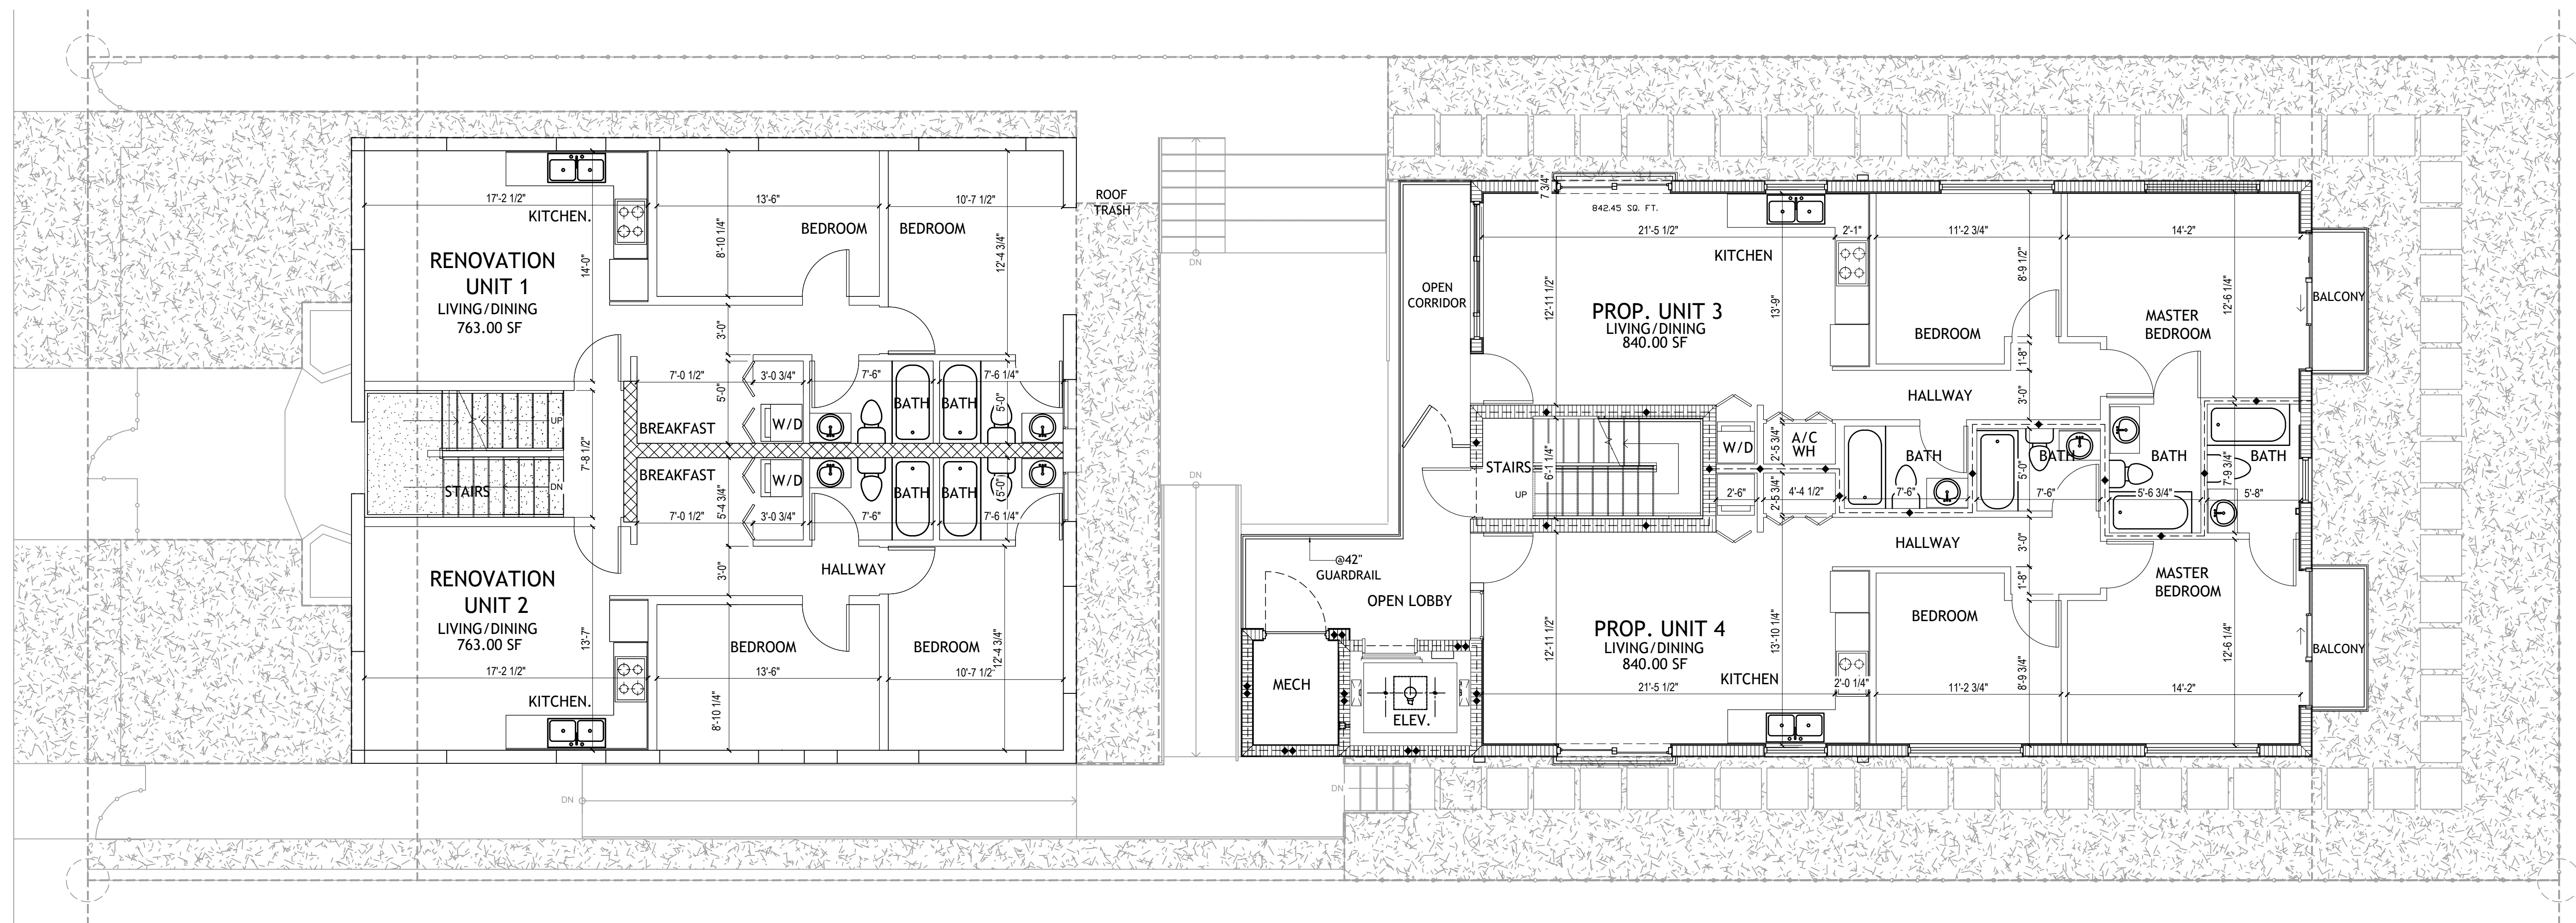 ROOF
TRASH
17'-2 1/2"
KITCHEN.
13'-6"
BEDROOM
BEDROOM
10'-7 1/2"
8'-10 1/4"
12'-4 3/4"
14'-0"
RENOVATION
UNIT 1
LIVING/DINING
763.00 SF
3'-0"
7'-0 1/2"
3'-0 3/4"
7'-6"
7'-6 1/4"
5'-0"
5'-0"
BATH
BATH
W/D
BREAKFAST
UP
7'-8 1/2"
STAIRS
DN
BREAKFAST
W/D
BATH
BATH
5'-4 3/4"
(5'-0")
7'-0 1/2"
3'-0 3/4"
7'-6"
7'-6 1/4"
3'-0"
HALLWAY
RENOVATION
UNIT 2
LIVING/DINING
763.00 SF
13'-7"
BEDROOM
BEDROOM
12'-4 3/4"
17'-2 1/2"
13'-6"
10'-7 1/2"
KITCHEN.
8'-10 1/4"
DN
DN
DN
DN
OPEN
CORRIDOR
@42"
GUARDRAIL
OPEN LOBBY
MECH
ELEV.
7 3/4"
842.45 SQ. FT.
21'-5 1/2"
2'-1"
11'-2 3/4"
14'-2"
KITCHEN
8'-9 1/2"
12'-6 1/4"
12'-11 1/2"
13'-9"
PROP. UNIT 3
LIVING/DINING
840.00 SF
BEDROOM
MASTER
BEDROOM
BALCONY
1'-8"
3'-0"
HALLWAY
STAIRS
UP
6'-1 1/4"
W/D
2'-5 3/4"
A/C
WH
BATH
BATH
BATH
BATH
5'-0"
7'-9 3/4"
2'-6"
4'-4 1/2"
2'-5 3/4"
7'-6"
7'-6"
5'-6 3/4"
5'-8"
HALLWAY
3'-0"
1'-8"
MASTER
BEDROOM
BEDROOM
PROP. UNIT 4
LIVING/DINING
840.00 SF
12'-11 1/2"
13'-10 1/4"
8'-9 3/4"
12'-6 1/4"
BALCONY
KITCHEN
21'-5 1/2"
2'-0 1/4"
11'-2 3/4"
14'-2"